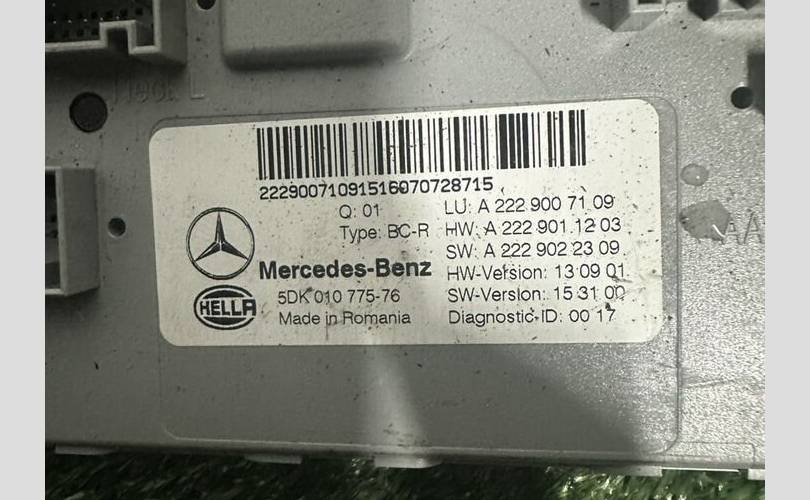 Heck L
22290071091516070728715
Q: 01
LU: A 222 900 71 09
Type: BC-R
HW: A 222 901 12 03
SW: A 222 902 23 09
Mercedes-Benz
HW-Version: 13 09 01
HELLA
5DK 010 775-76
SW-Version: 15 31 00
Made in Romania
Diagnostic-ID: 00 17